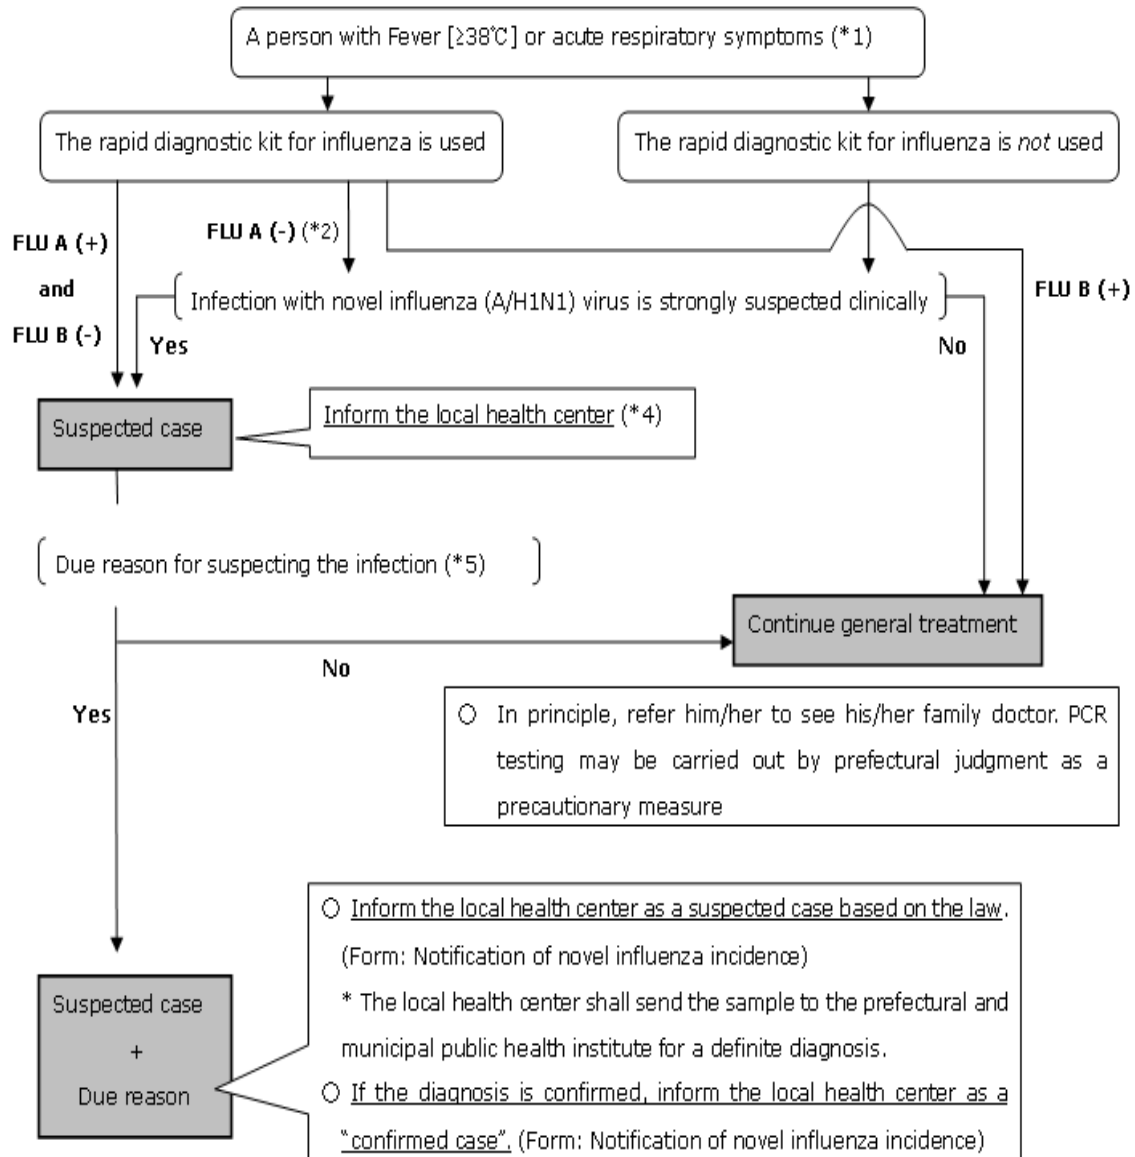 A person with Fever [≥38℃] or acute respiratory symptoms (*1)
The rapid diagnostic kit for influenza is used
The rapid diagnostic kit for influenza is not used
FLU A (+)
and
FLU B (-)
FLU A (-) (*2)
FLU B (+)
Infection with novel influenza (A/H1N1) virus is strongly suspected clinically
Yes
No
Suspected case
Inform the local health center (*4)
Due reason for suspecting the infection (*5)
Continue general treatment
No
Yes
○ In principle, refer him/her to see his/her family doctor. PCR
testing may be carried out by prefectural judgment as a
precautionary measure
Suspected case
+
Due reason
○ Inform the local health center as a suspected case based on the law.
(Form: Notification of novel influenza incidence)
* The local health center shall send the sample to the prefectural and
municipal public health institute for a definite diagnosis.
○ If the diagnosis is confirmed, inform the local health center as a
"confirmed case". (Form: Notification of novel influenza incidence)